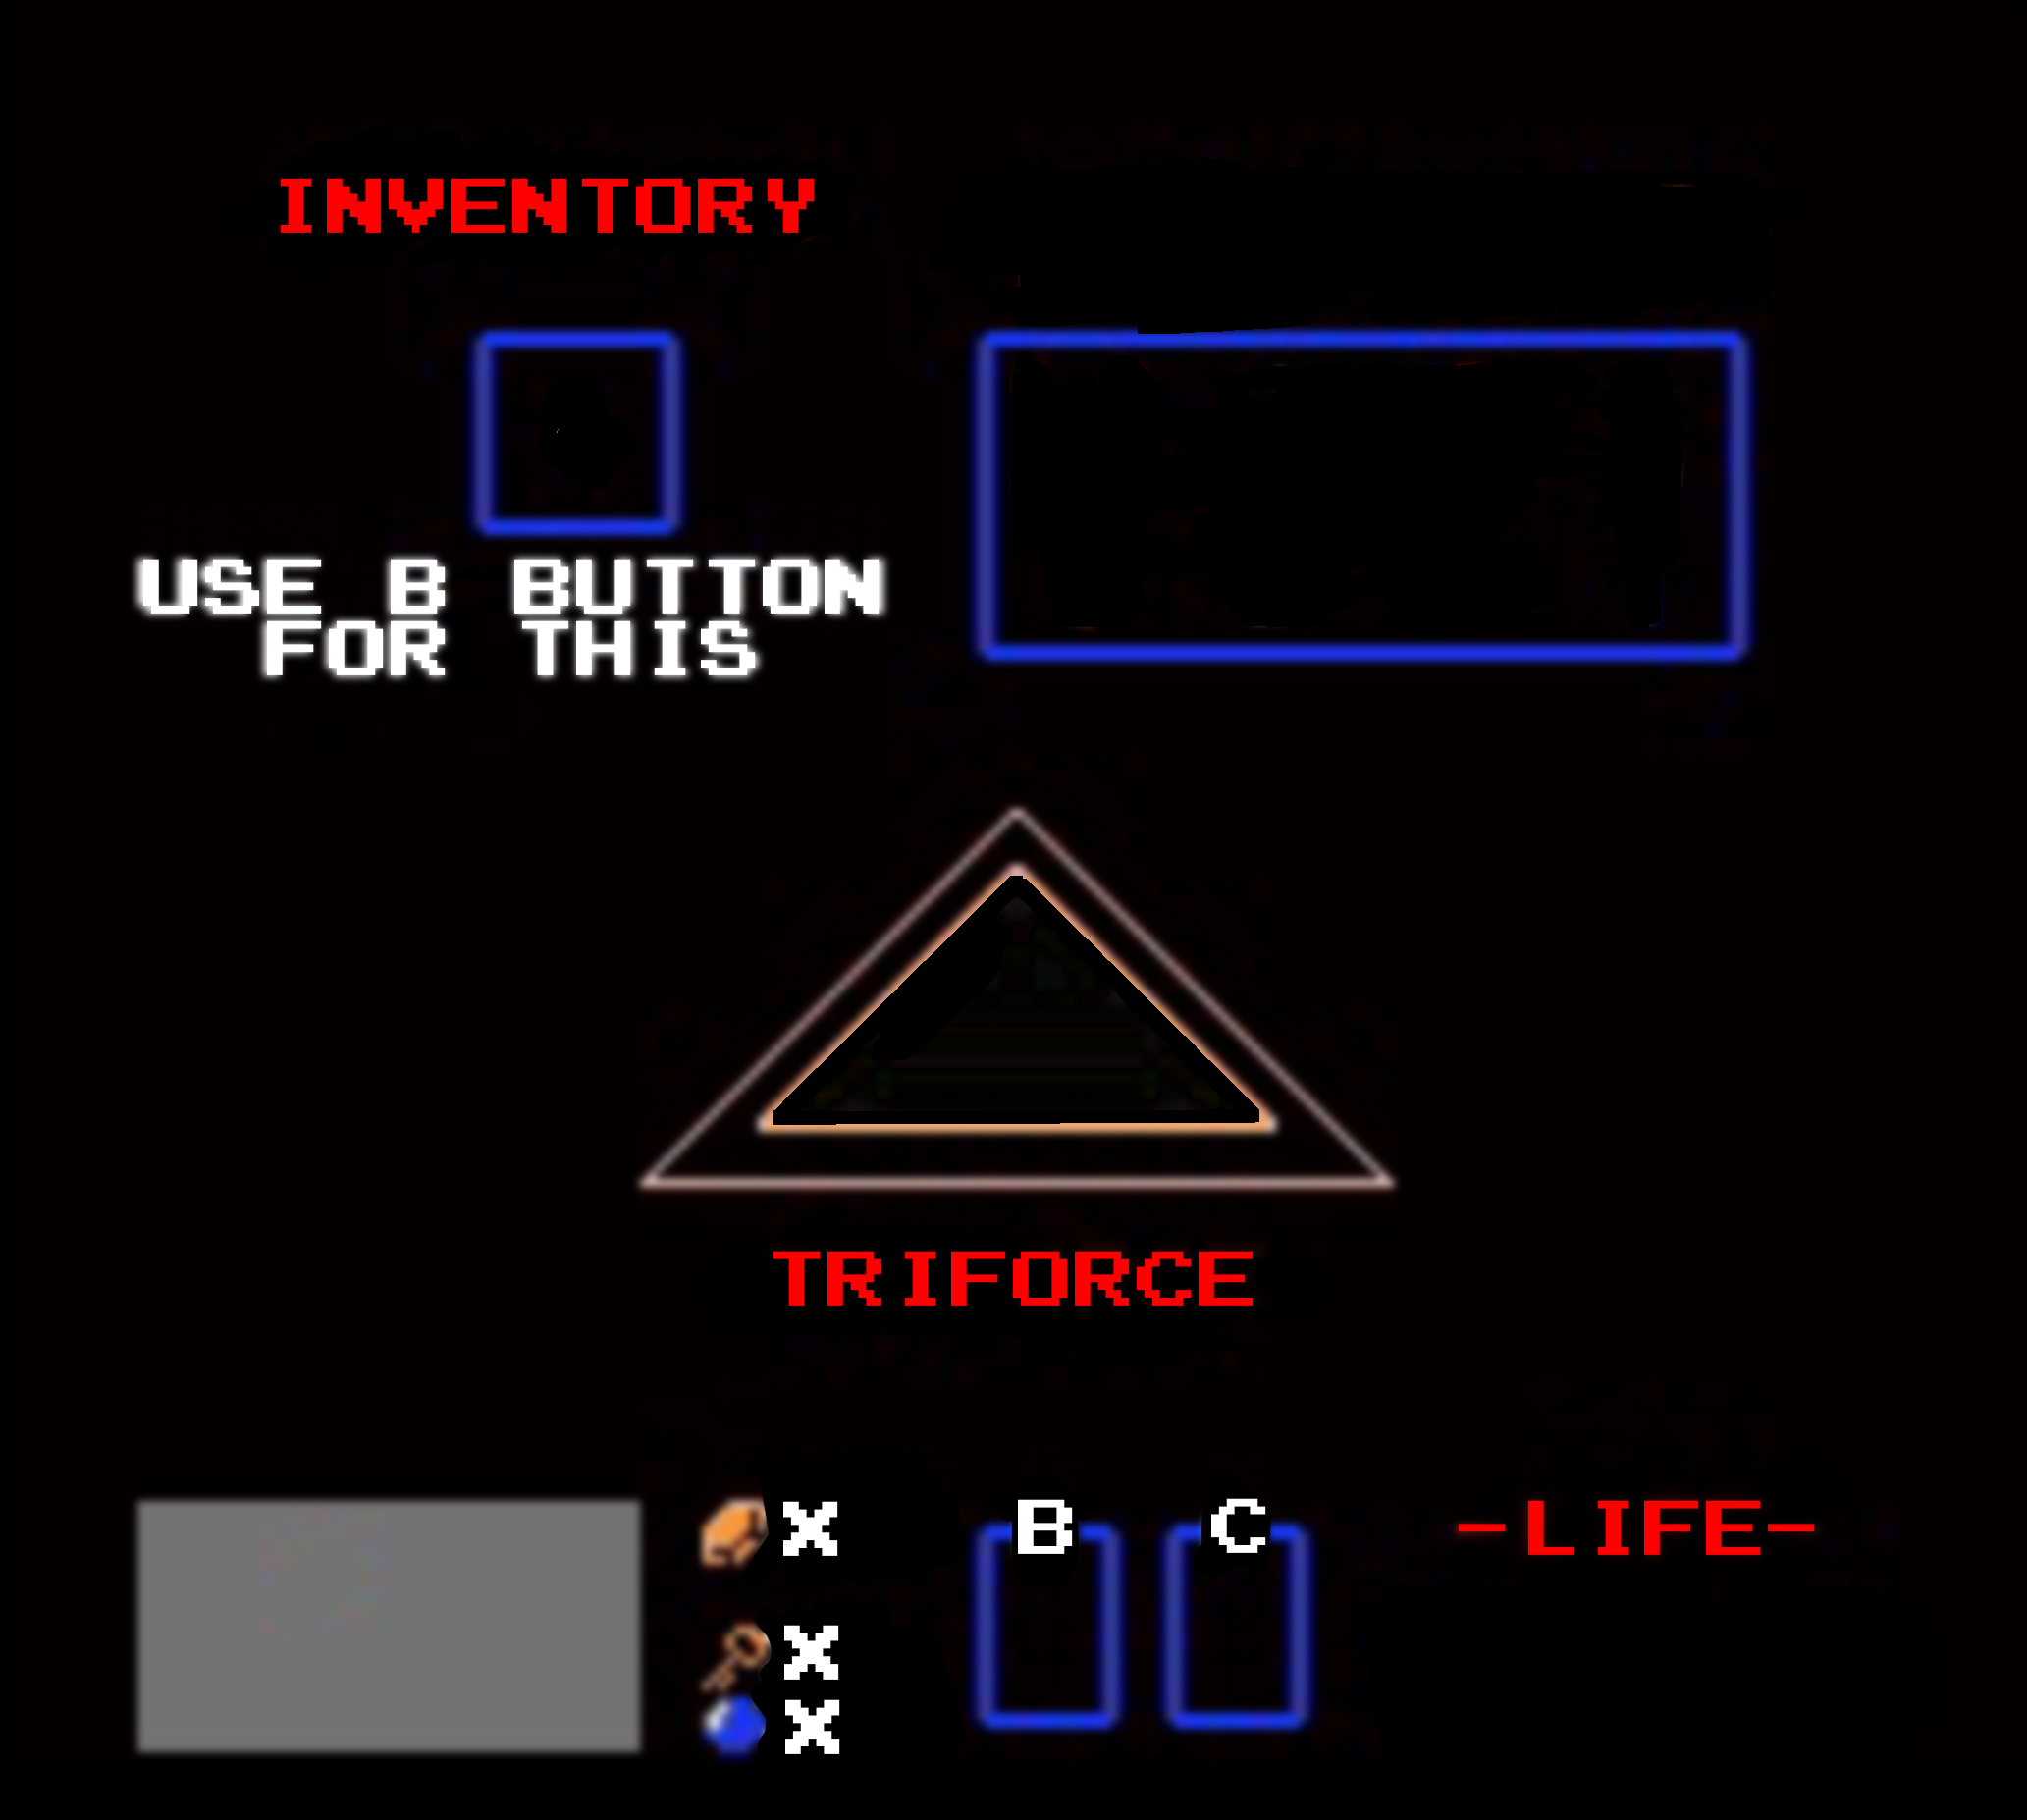 INVENTORY
USE B BUTTON
FOR THIS
TRIFORCE
X B C -LIFE-
X
X